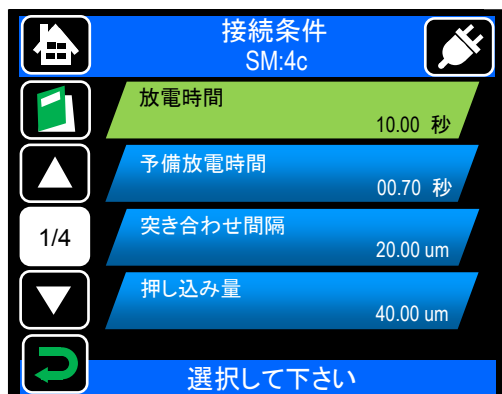 接続条件
SM:4c
放電時間
10.00 秒
予備放電時間
00.70 秒
1/4
突き合わせ間隔
20.00 um
押し込み量
40.00 um
選択して下さい